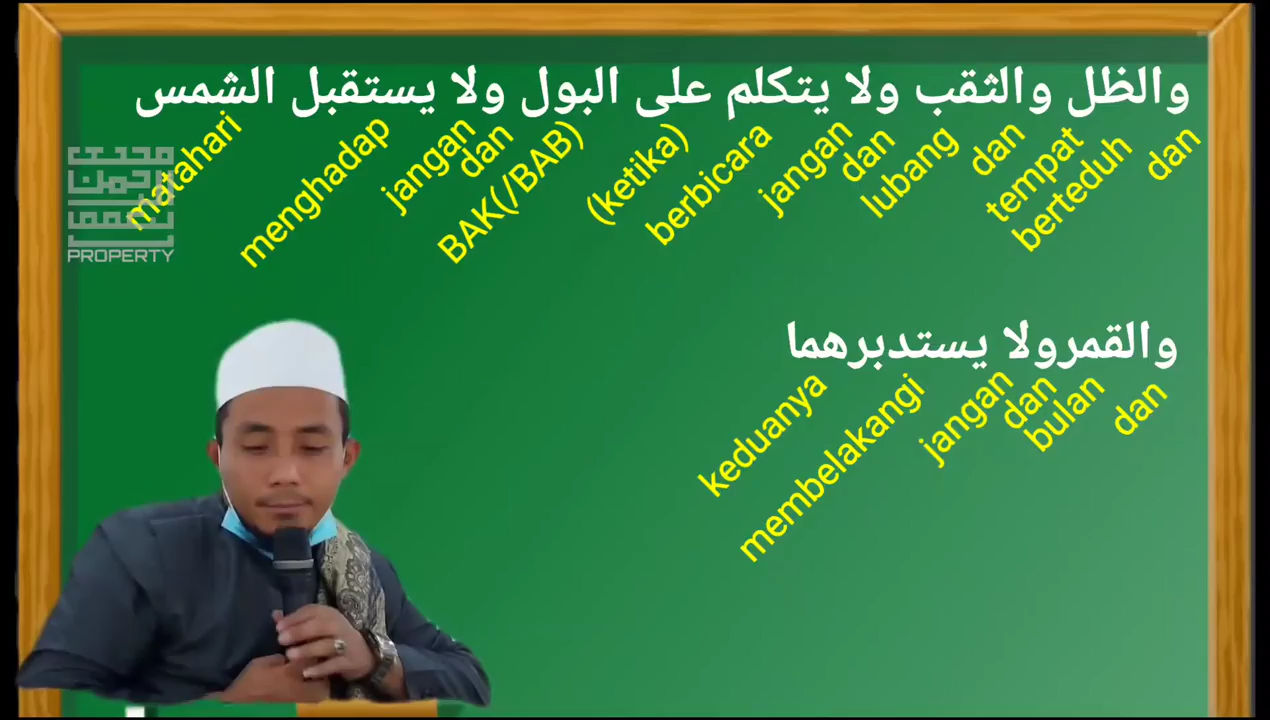 والظل والثقب ولا يتكلم على البول ولا يستقبل الشمس
dan tempat berteduh dan lubang dan jangan berbicara (ketika) BAK(/BAB) dan jangan menghadap matahari
والقمرولا يستدبرهما
dan bulan dan jangan membelakangi keduanya
PROPERTY